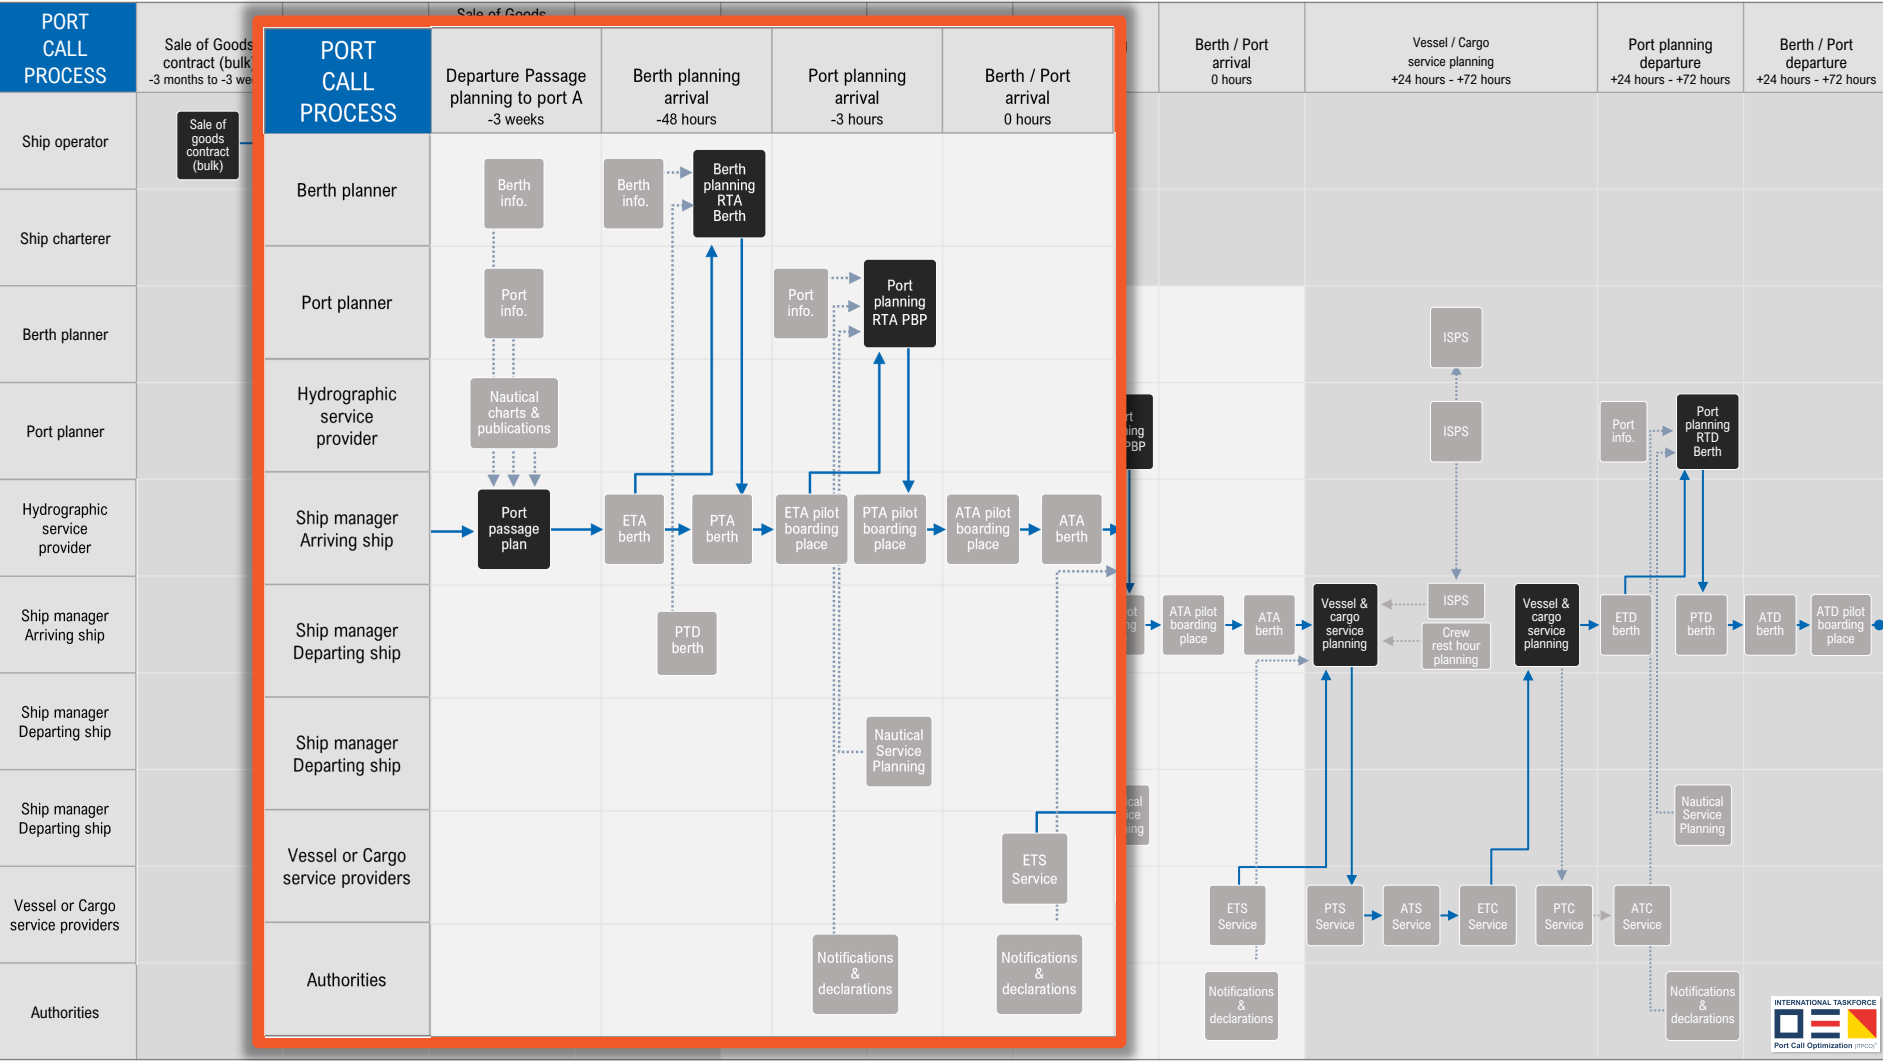 PORT
CALL
PROCESS
Sale of Goods
contract (bulk)
-3 months to -3 we
Sale of Goods
Berth / Port
arrival
0 hours
Vessel / Cargo
service planning
+24 hours - +72 hours
Port planning
departure
+24 hours - +72 hours
Berth / Port
departure
+24 hours - +72 hours
Ship operator
Ship charterer
Berth planner
Port planner
Hydrographic
service
provider
Ship manager
Arriving ship
Ship manager
Departing ship
Ship manager
Departing ship
Vessel or Cargo
service providers
Authorities
Sale of
goods
contract
(bulk)
PORT
CALL
PROCESS
Departure Passage
planning to port A
-3 weeks
Berth planning
arrival
-48 hours
Port planning
arrival
-3 hours
Berth / Port
arrival
0 hours
Berth planner
Berth
info.
Berth
info.
Berth
planning
RTA
Berth
Port planner
Port
info.
Port
info.
Port
planning
RTA PBP
Hydrographic
service
provider
Nautical
charts &
publications
Ship manager
Arriving ship
Port
passage
plan
ETA
berth
PTA
berth
ETA pilot
boarding
place
PTA pilot
boarding
place
ATA pilot
boarding
place
ATA
berth
Ship manager
Departing ship
PTD
berth
Ship manager
Departing ship
Nautical
Service
Planning
Vessel or Cargo
service providers
ETS
Service
Authorities
Notifications
&
declarations
Notifications
&
declarations
PBP
ISPS
ISPS
Port
info.
Port
planning
RTD
Berth
ATA pilot
boarding
place
ATA
berth
Vessel &
cargo
service
planning
ISPS
Crew
rest hour
planning
Vessel &
cargo
service
planning
ETD
berth
PTD
berth
ATD
berth
ATD pilot
boarding
place
Nautical
Service
Planning
ETS
Service
PTS
Service
ATS
Service
ETC
Service
PTC
Service
ATC
Service
Notifications
&
declarations
Notifications
&
declarations
INTERNATIONAL TASKFORCE
Port Call Optimization (ITPCO)